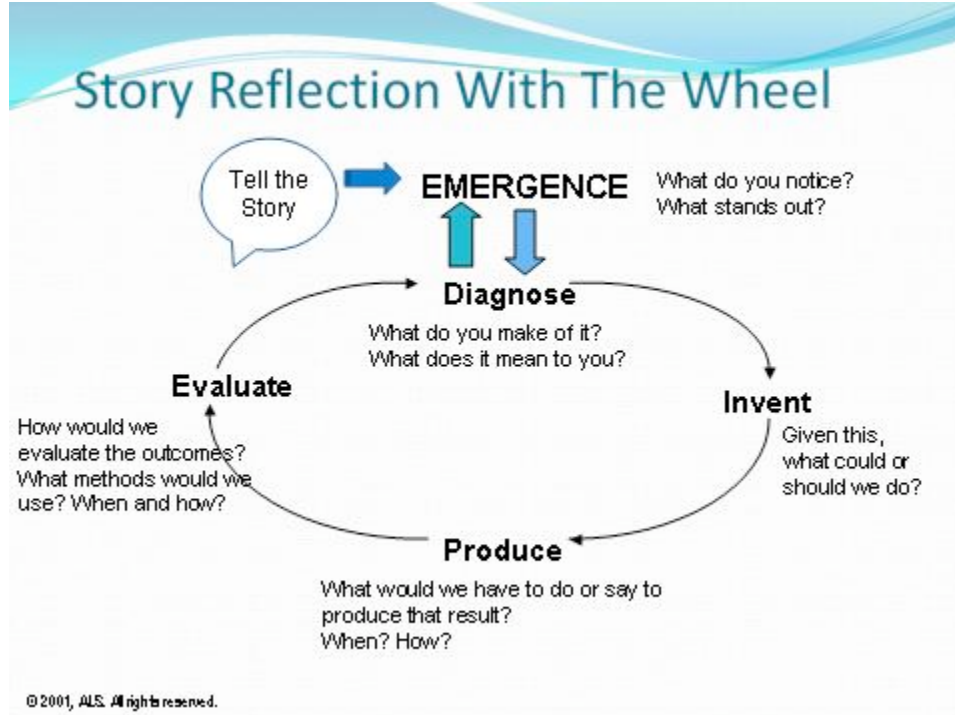 Story Reflection With The Wheel
Tell the
Story
EMERGENCE
What do you notice?
What stands out?
Diagnose
What do you make of it?
What does it mean to you?
Invent
Given this,
what could or
should we do?
Produce
What would we have to do or say to
produce that result?
When? How?
Evaluate
How would we
evaluate the outcomes?
What methods would we
use? When and how?
© 2001, ALS. All rights reserved.